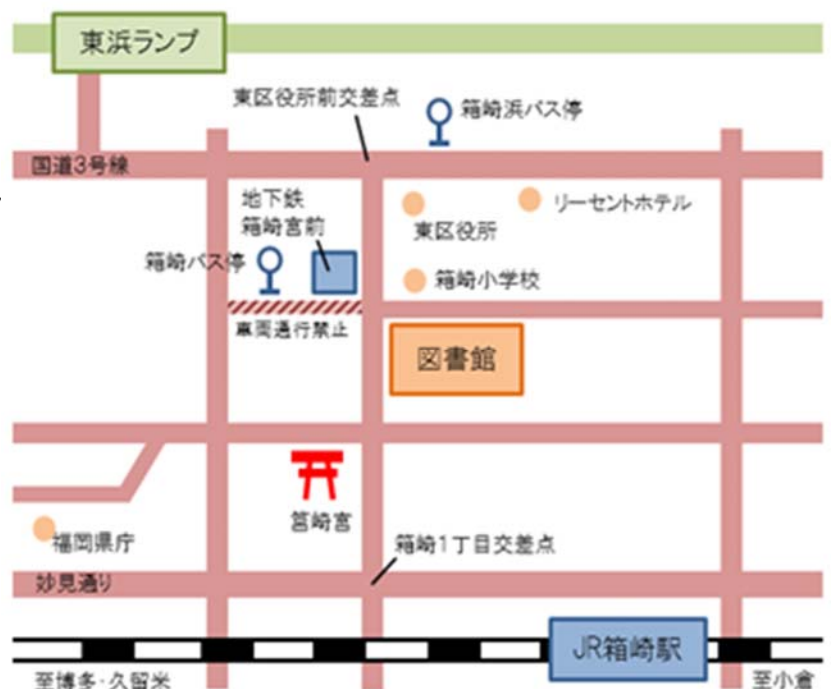 東浜ランプ
東区役所前交差点
箱崎浜バス停
国道3号線
地下鉄
箱崎宮前
リーセントホテル
東区役所
箱崎バス停
箱崎小学校
車両通行禁止
図書館
筥崎宮
箱崎1丁目交差点
福岡県庁
妙見通り
JR箱崎駅
至博多・久留米
至小倉